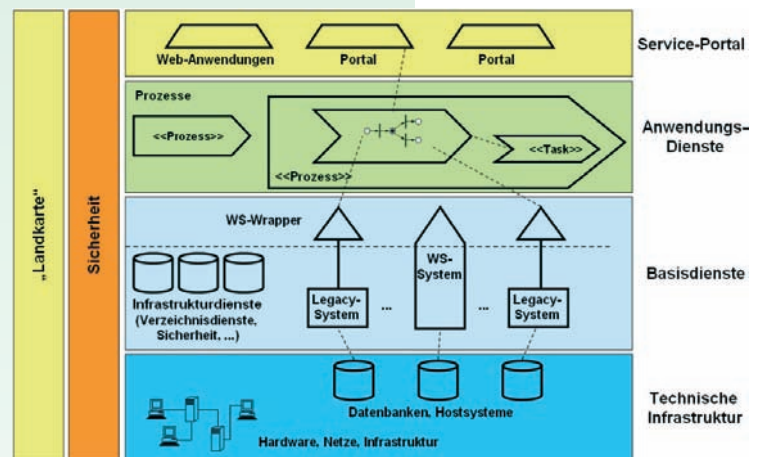 „Landkarte“
Sicherheit
Web-Anwendungen
Portal
Portal
Service-Portal
Prozesse
<<Prozess>>
<<Prozess>>
<<Task>>
Anwendungs-
Dienste
WS-Wrapper
WS-
System
Infrastrukturdienste
(Verzeichnisdienste,
Sicherheit, ...)
Legacy-
System
...
...
Legacy-
System
Basisdienste
Datenbanken, Hostsysteme
Hardware, Netze, Infrastruktur
Technische
Infrastruktur